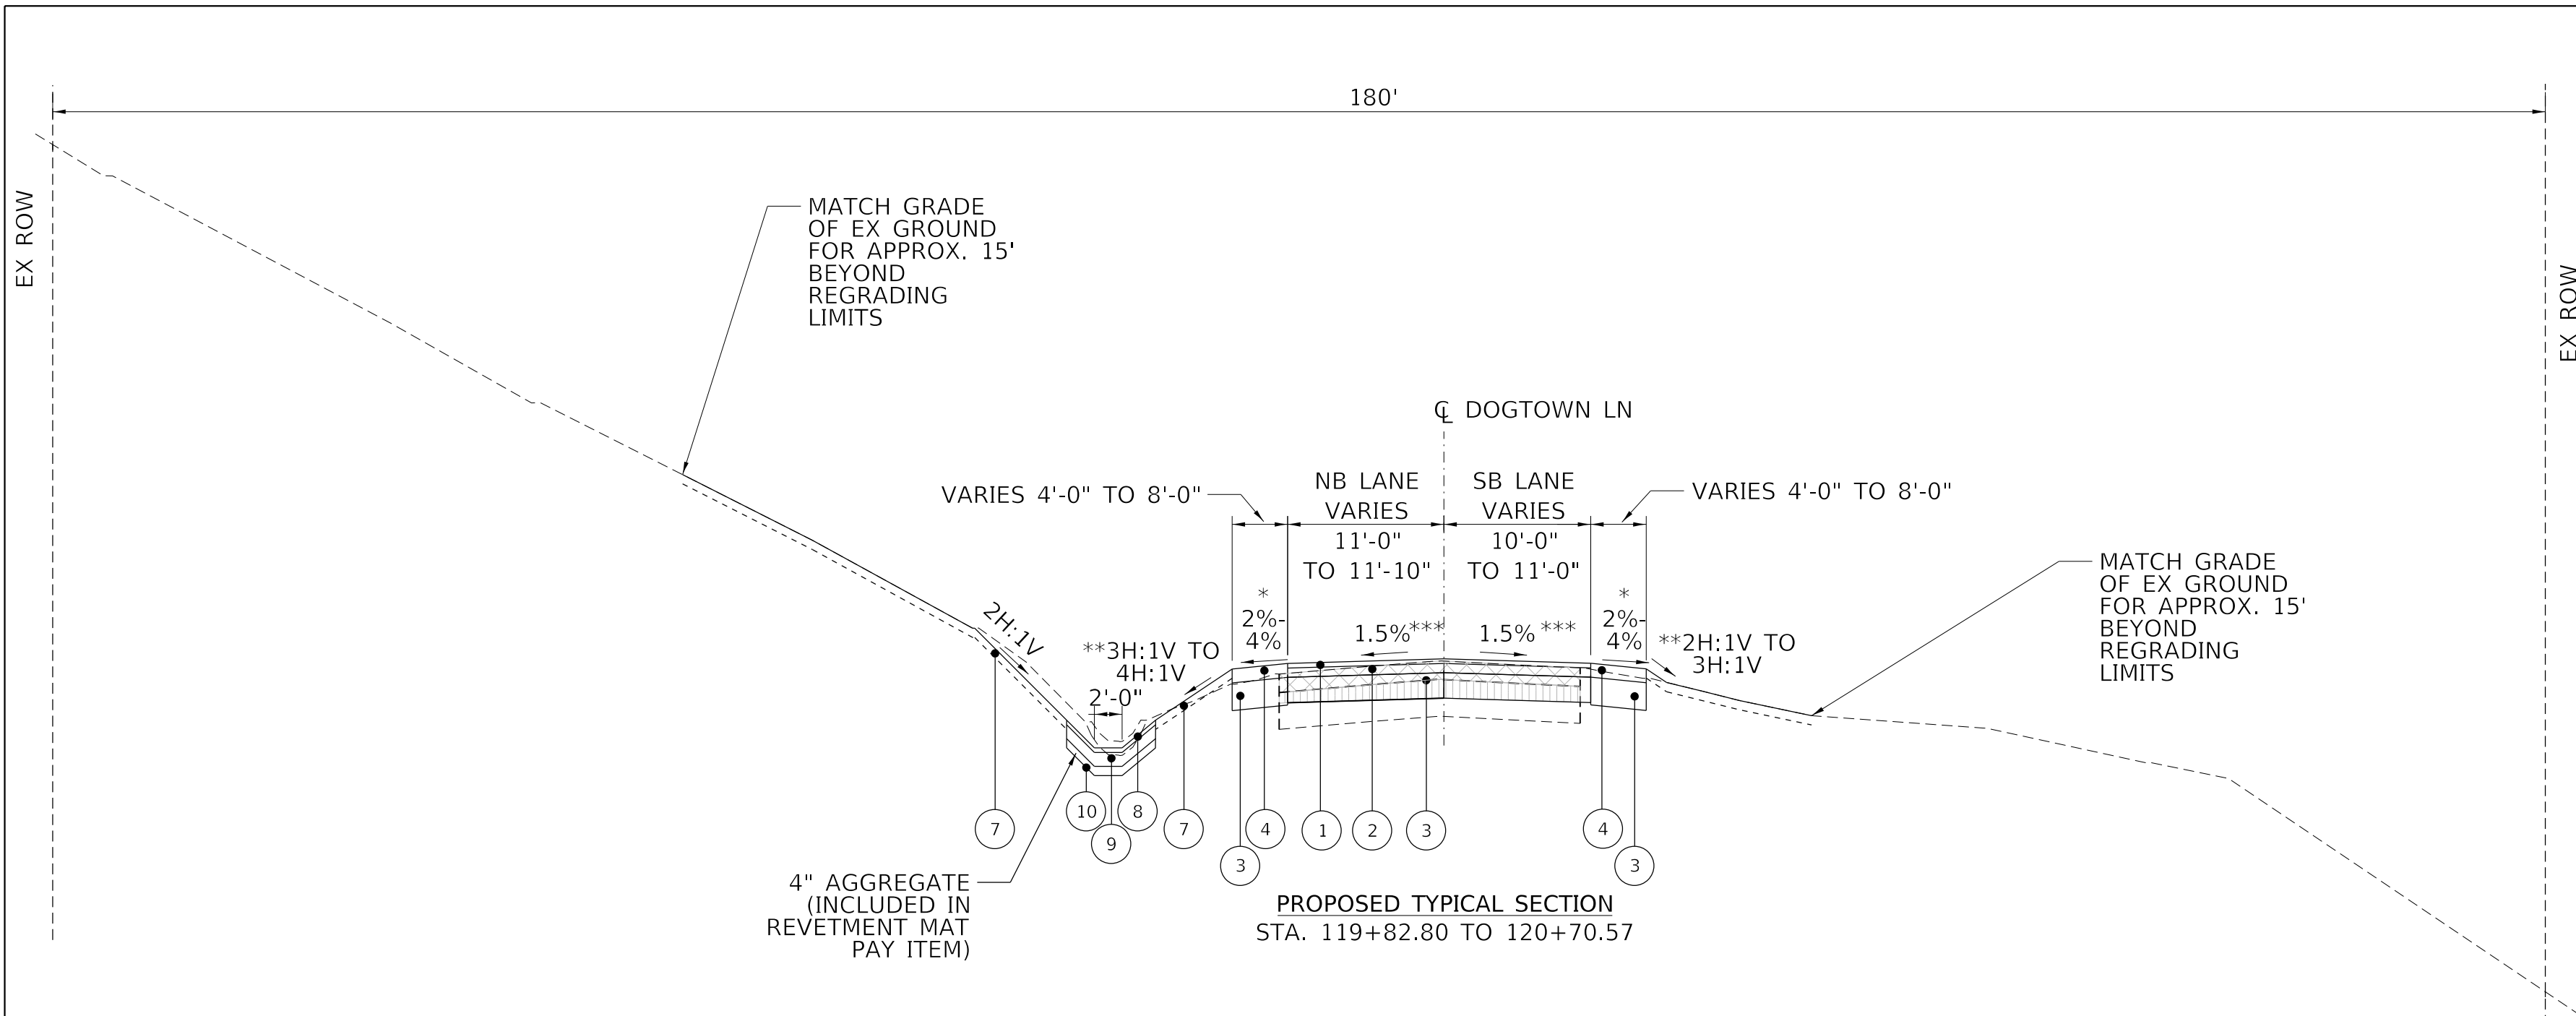 180'
EX ROW
EX ROW
MATCH GRADE
OF EX GROUND
FOR APPROX. 15'
BEYOND
REGRADING
LIMITS
℄ DOGTOWN LN
VARIES 4'-0" TO 8'-0"
NB LANE
VARIES
11'-0"
TO 11'-10"
SB LANE
VARIES
10'-0"
TO 11'-0"
VARIES 4'-0" TO 8'-0"
MATCH GRADE
OF EX GROUND
FOR APPROX. 15'
BEYOND
REGRADING
LIMITS
2H:1V
**3H:1V TO
4H:1V
2'-0"
*
2%-
4%
1.5%***
1.5% ***
*
2%-
4%
**2H:1V TO
3H:1V
7
10
9
8
7
3
4
1
2
3
4
3
4" AGGREGATE
(INCLUDED IN
REVETMENT MAT
PAY ITEM)
PROPOSED TYPICAL SECTION
STA. 119+82.80 TO 120+70.57